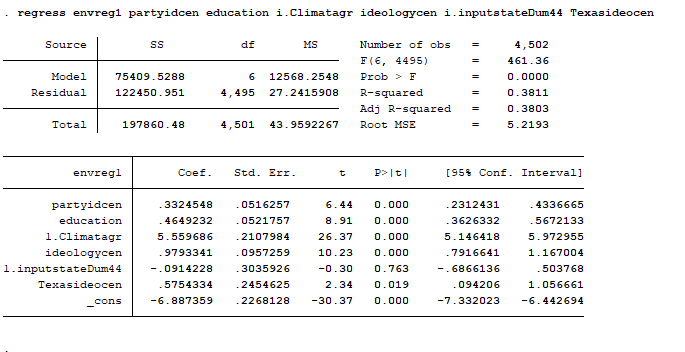 . regress envreg1 partyidcen education i.Climatagr ideologycen i.inputstateDum44 Texasideocen
Source SS df MS Number of obs = 4,502
F(6, 4495) = 461.36
Model 75409.5288 6 12568.2548 Prob > F = 0.0000
Residual 122450.951 4,495 27.2415908 R-squared = 0.3811
Adj R-squared = 0.3803
Total 197860.48 4,501 43.9592267 Root MSE = 5.2193
envreg1 Coef. Std. Err. t P>|t| [95% Conf. Interval]
partyidcen .3324548 .0516257 6.44 0.000 .2312431 .4336665
education .4649232 .0521757 8.91 0.000 .3626332 .5672133
1.Climatagr 5.559686 .2107984 26.37 0.000 5.146418 5.972955
ideologycen .9793341 .0957259 10.23 0.000 .7916641 1.167004
1.inputstateDum44 -.0914228 .3035926 -0.30 0.763 -.6866136 .503768
Texasideocen .5754334 .2454625 2.34 0.019 .094206 1.056661
_cons -6.887359 .2268128 -30.37 0.000 -7.332023 -6.442694
.